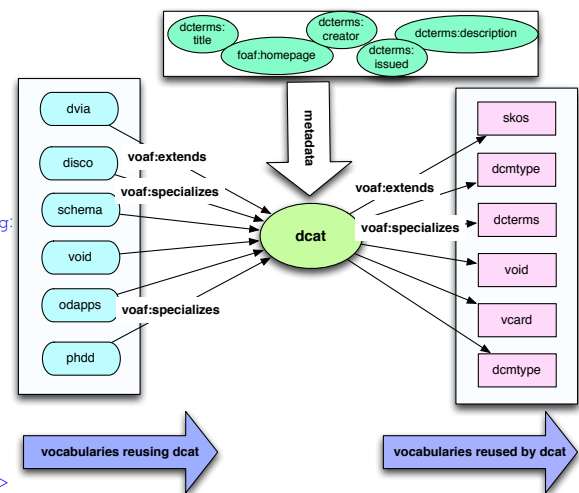 dcterms:
title
foaf:homepage
dcterms:
creator
dcterms:
issued
dcterms:description
metadata
dvia
disco
schema
void
odapps
phdd
voaf:extends
voaf:specializes
voaf:specializes
dcat
voaf:extends
voaf:specializes
skos
dcmtype
dcterms
void
vcard
dcmtype
g:
>
vocabularies reusing dcat
vocabularies reused by dcat